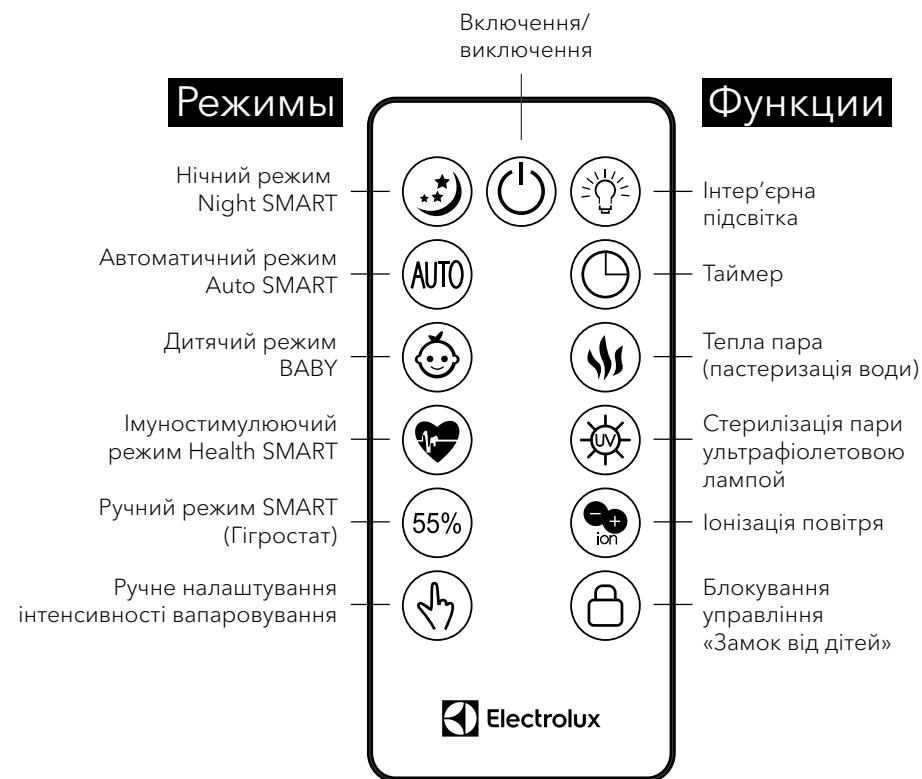 Включення/
виключення
Режимы
Функции
Нічний режим
Night SMART
Автоматичний режим
Auto SMART
Дитячий режим
BABY
Імуностимулюючий
режим Health SMART
Ручний режим SMART
(Гігростат)
Ручне налаштування
інтенсивності вапаровування
AUTO
55%
UV
ion
Інтер’єрна
підсвітка
Таймер
Тепла пара
(пастеризація води)
Стерилізація пари
ультрафіолетовою
лампой
Іонізація повітря
Блокування
управління
«Замок від дітей»
Electrolux